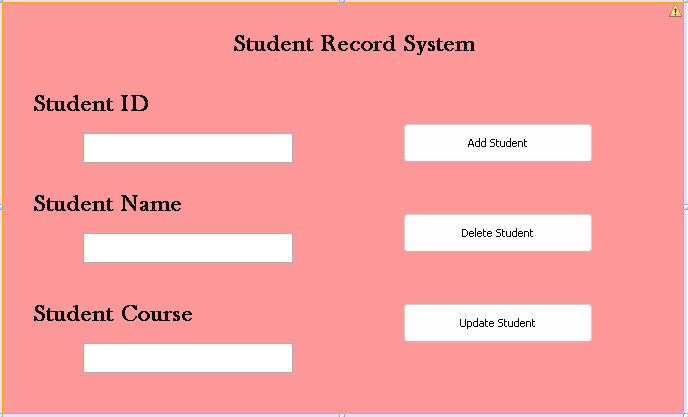 Student Record System
Student ID
Add Student
Student Name
Delete Student
Student Course
Update Student